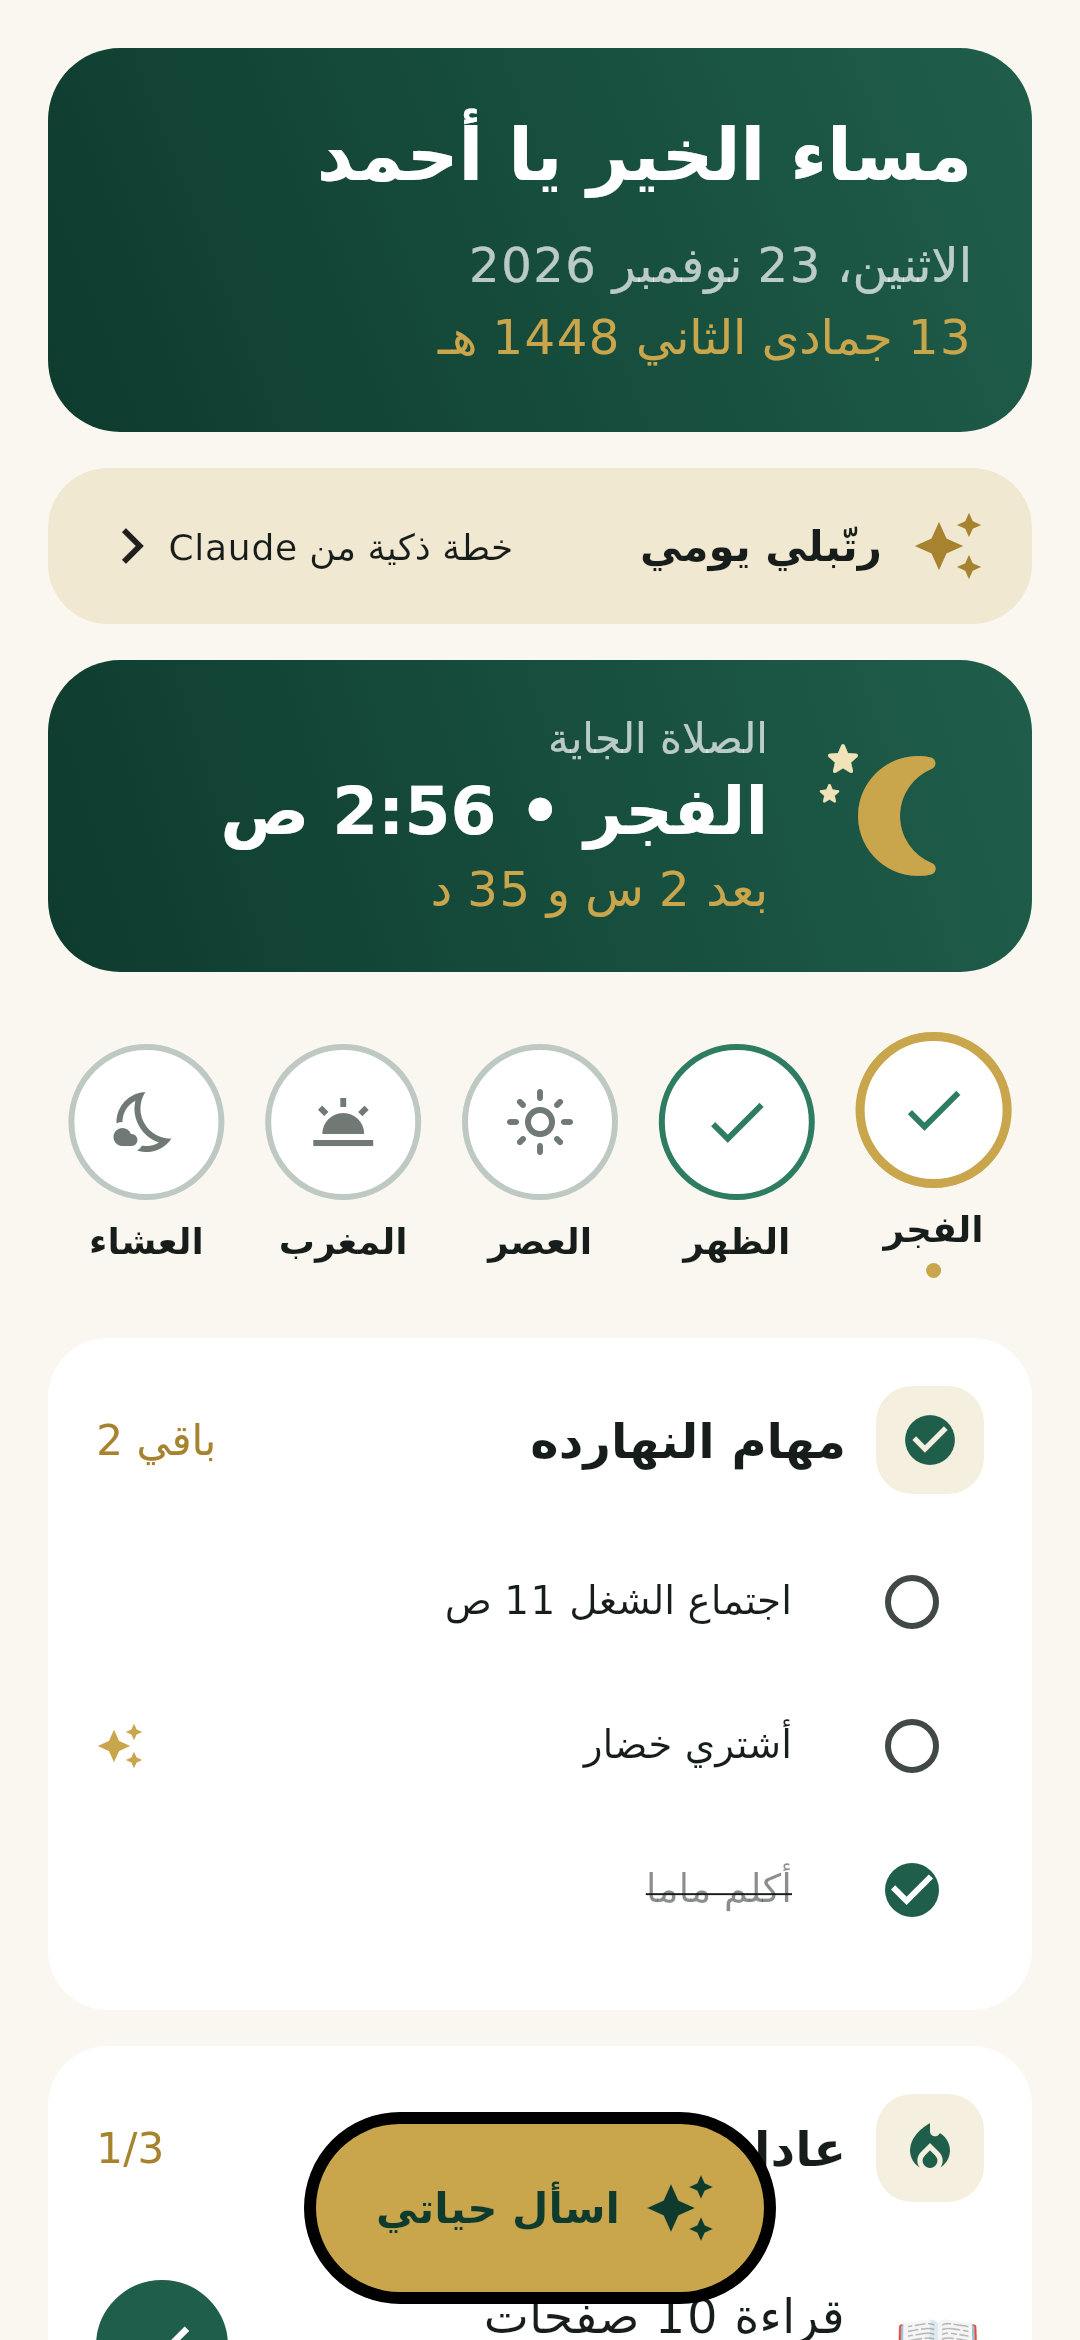 مساء الخير يا أحمد
الاثنين، 23 نوفمبر 2026
13 جمادى الثاني 1448 هـ
رتّبلي يومي
خطة ذكية من Claude
الصلاة الجاية
الفجر • 2:56 ص
بعد 2 س و 35 د
الفجر
الظهر
العصر
المغرب
العشاء
مهام النهارده
باقي 2
اجتماع الشغل 11 ص
أشتري خضار
أكلم ماما
1/3
اسأل حياتي
قراءة 10 صفحات